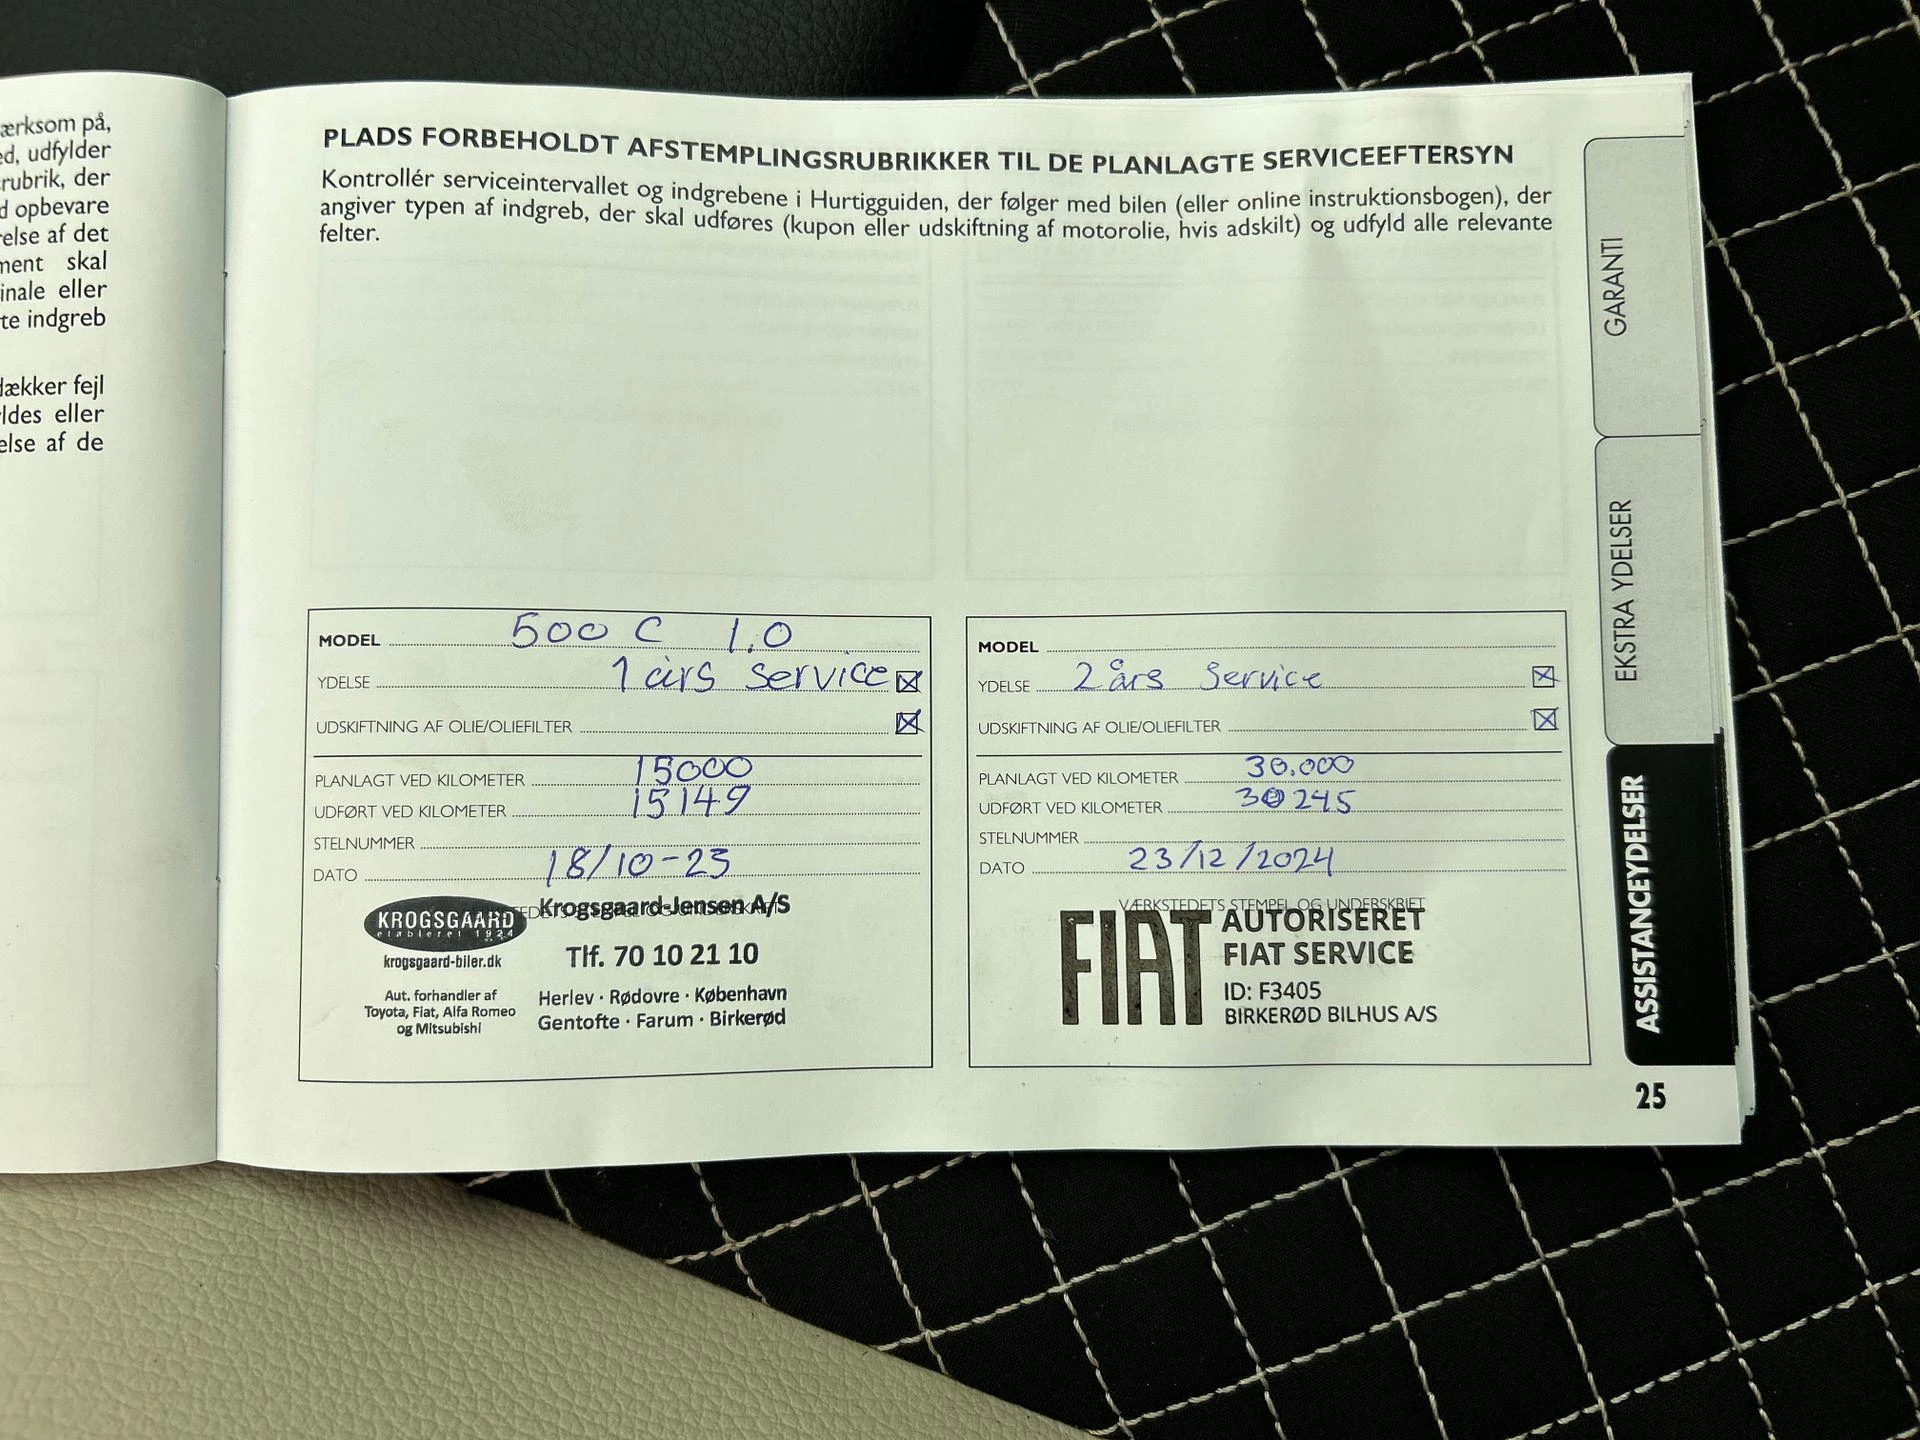 ærksom på,
ed, udfylder
rubrik, der
d opbevare
else af det
ment skal
inale eller
te indgreb
dækker fejl
ldes eller
else af de
PLADS FORBEHOLDT AFSTEMPLINGSRUBRIKKER TIL DE PLANLAGTE SERVICEEFTERSYN
Kontrollér serviceintervallet og indgrebene i Hurtigguiden, der følger med bilen (eller online instruktionsbogen), der
angiver typen af indgreb, der skal udføres (kupon eller udskiftning af motorolie, hvis adskilt) og udfyld alle relevante
felter.
MODEL 500 C 1.0
YDELSE 1 års service
UDSKIFTNING AF OLIE/OLIEFILTER
PLANLAGT VED KILOMETER 15000
UDFØRT VED KILOMETER 15149
STELNUMMER
DATO 18/10-23
KROGSGAARD
etableret 1924
krogsgaard-biler.dk
Aut. forhandler af
Toyota, Fiat, Alfa Romeo
og Mitsubishi
Krogsgaard-Jensen A/S
Tlf. 70 10 21 10
Herlev · Rødovre · København
Gentofte · Farum · Birkerød
MODEL
YDELSE 2 års Service
UDSKIFTNING AF OLIE/OLIEFILTER
PLANLAGT VED KILOMETER 30.000
UDFØRT VED KILOMETER 30245
STELNUMMER
DATO 23/12/2024
VÆRKSTEDETS STEMPEL OG UNDERSKRIFT
FIAT
AUTORISERET
FIAT SERVICE
ID: F3405
BIRKERØD BILHUS A/S
GARANTI
EKSTRA YDELSER
ASSISTANCEYDELSER
25